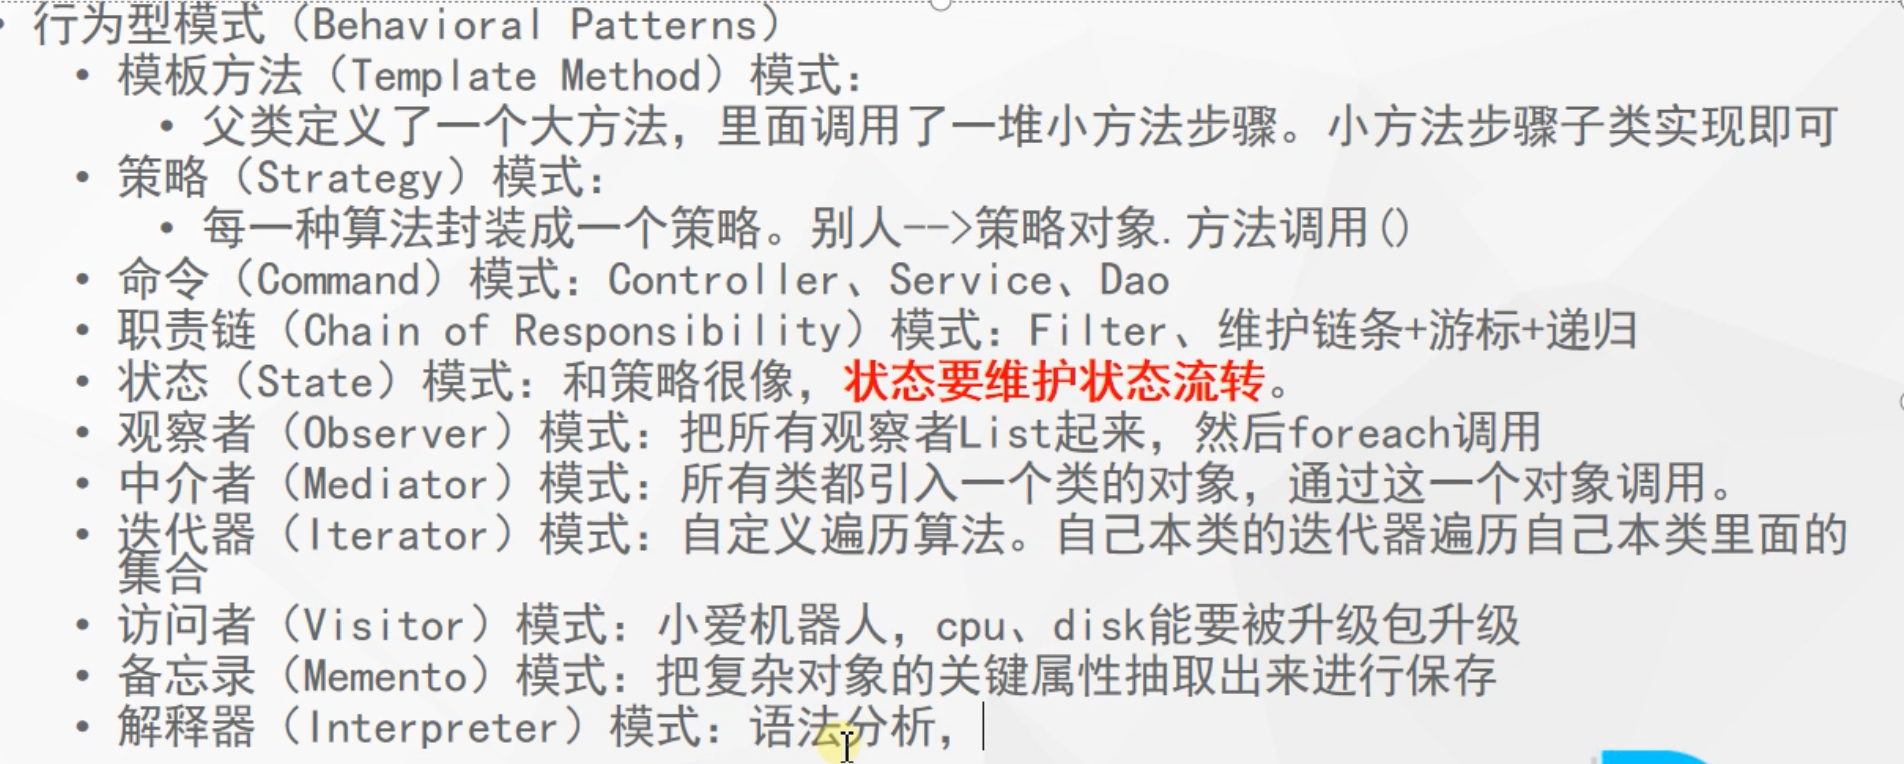 • 行为型模式（Behavioral Patterns）
• 模板方法（Template Method）模式：
• 父类定义了一个大方法，里面调用了一堆小方法步骤。小方法步骤子类实现即可
• 策略（Strategy）模式：
• 每一种算法封装成一个策略。别人-->策略对象.方法调用()
• 命令（Command）模式：Controller、Service、Dao
• 职责链（Chain of Responsibility）模式：Filter、维护链条+游标+递归
• 状态（State）模式：和策略很像，状态要维护状态流转。
• 观察者（Observer）模式：把所有观察者List起来，然后foreach调用
• 中介者（Mediator）模式：所有类都引入一个类的对象，通过这一个对象调用。
• 迭代器（Iterator）模式：自定义遍历算法。自己本类的迭代器遍历自己本类里面的
集合
• 访问者（Visitor）模式：小爱机器人，cpu、disk能要被升级包升级
• 备忘录（Memento）模式：把复杂对象的关键属性抽取出来进行保存
• 解释器（Interpreter）模式：语法分析，